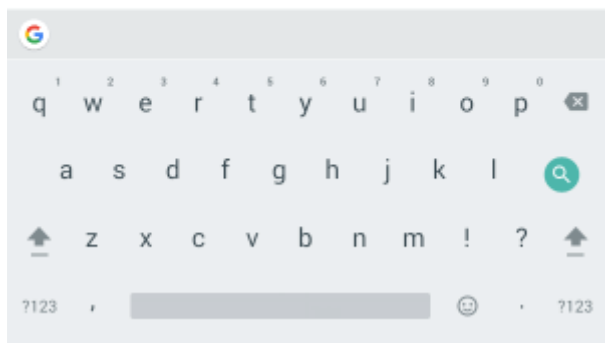 G
1 2 3 4 5 6 7 8 9 0
q w e r t y u i o p
a s d f g h j k l
z x c v b n m ! ?
?123 , . ?123